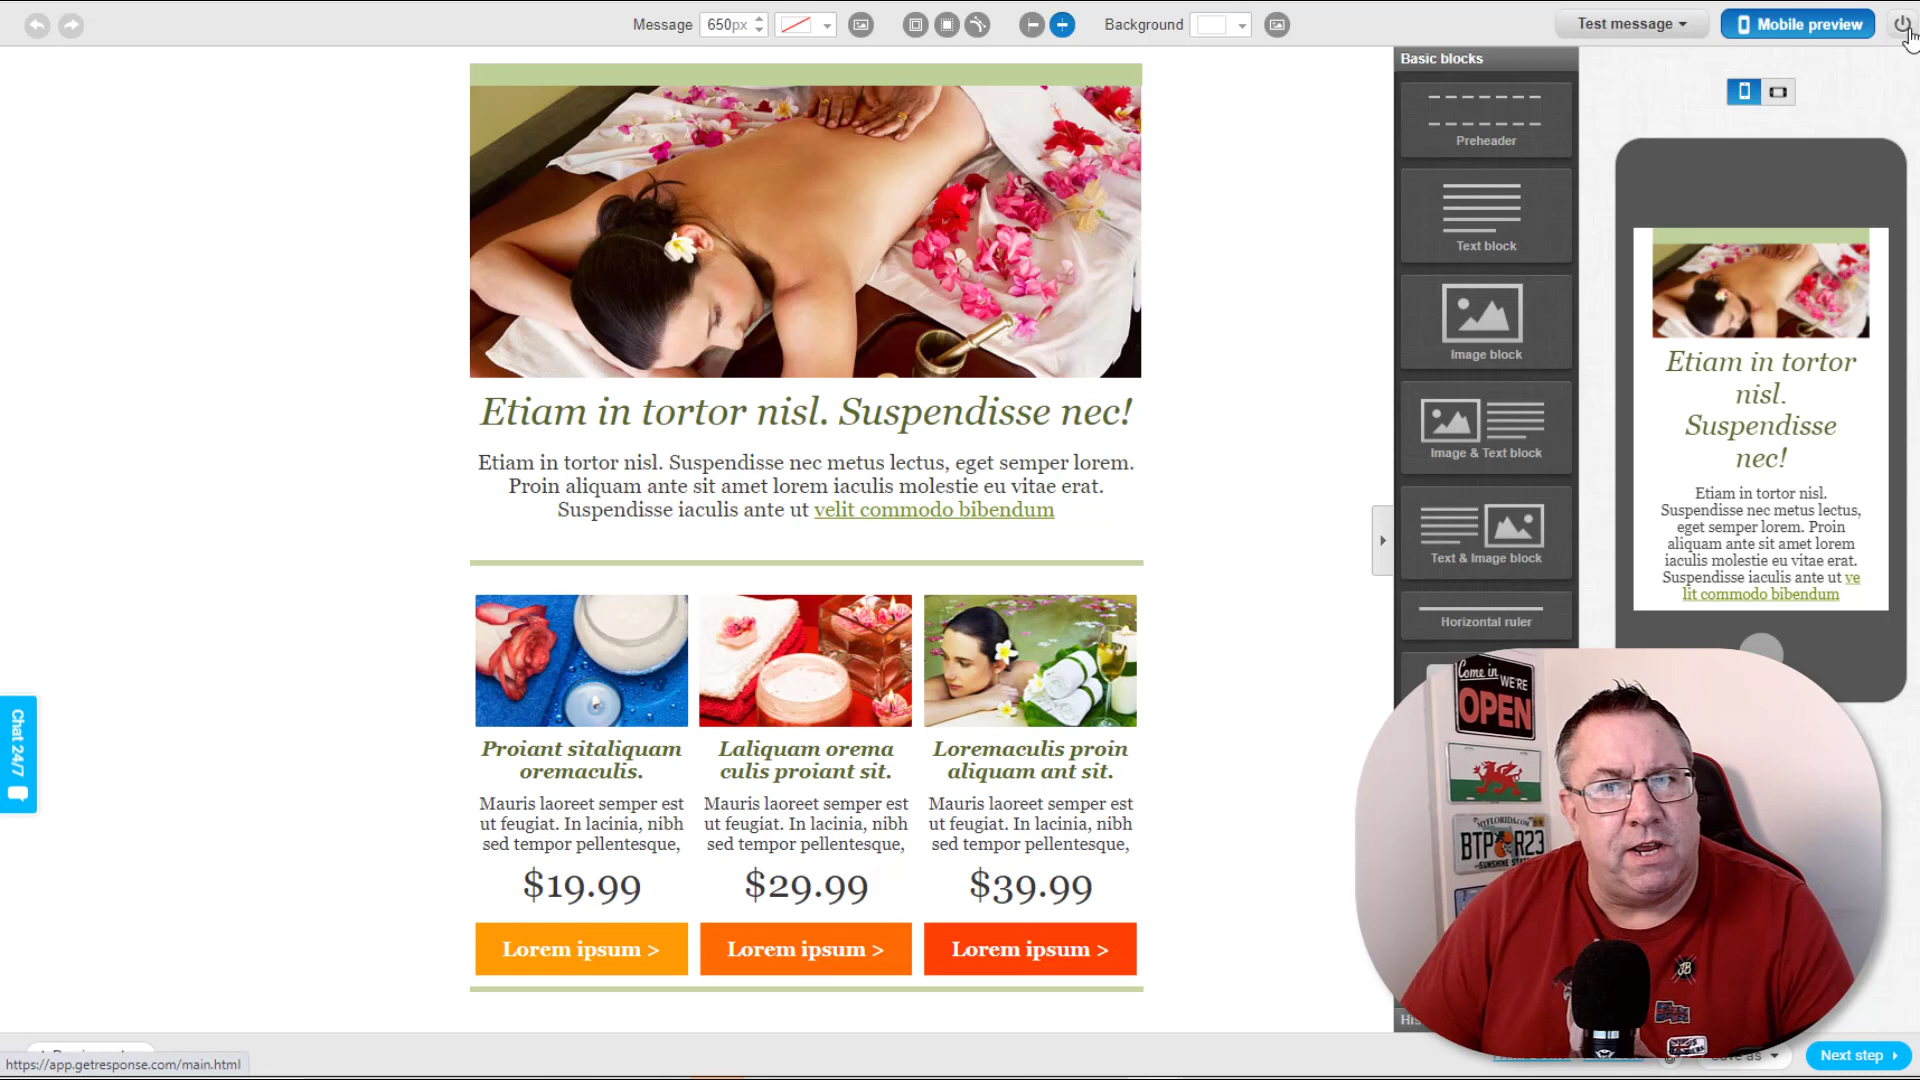 Message 650px Background Test message Mobile preview
Basic blocks
Preheader
Text block
Image block
Image & Text block
Text & Image block
Horizontal ruler
Etiam in tortor nisl. Suspendisse nec!
Etiam in tortor nisl. Suspendisse nec metus lectus, eget semper lorem.
Proin aliquam ante sit amet lorem iaculis molestie eu vitae erat.
Suspendisse iaculis ante ut velit commodo bibendum
Proiant sitaliquam
oremaculis.
Mauris laoreet semper est
ut feugiat. In lacinia, nibh
sed tempor pellentesque,
$19.99
Lorem ipsum >
Laliquam orema
culis proiant sit.
Mauris laoreet semper est
ut feugiat. In lacinia, nibh
sed tempor pellentesque,
$29.99
Lorem ipsum >
Loremaculis proin
aliquam ant sit.
Mauris laoreet semper est
ut feugiat. In lacinia, nibh
sed tempor pellentesque,
$39.99
Lorem ipsum >
Etiam in tortor
nisl.
Suspendisse
nec!
Etiam in tortor nisl.
Suspendisse nec metus lectus,
eget semper lorem. Proin
aliquam ante sit amet lorem
iaculis molestie eu vitae erat.
Suspendisse iaculis ante ut ve
lit commodo bibendum
Chat 24/7
Come in
WE'RE
OPEN
MYFLORIDA.COM
BTP R23
SUNSHINE STATE
JB
https://app.getresponse.com/main.html
as
Next step